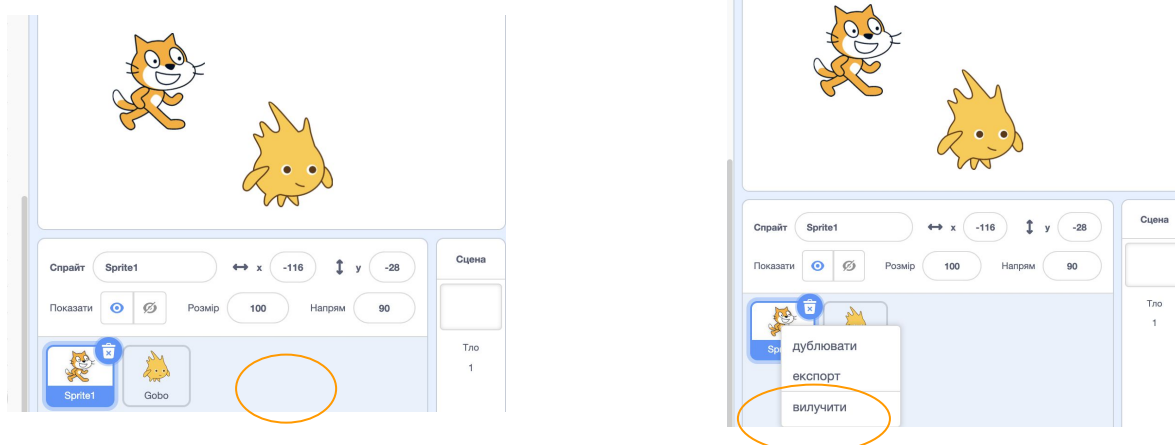 Спрайт Sprite1 x -116 y -28
Показати Розмір 100 Напрям 90
Sprite1 Gobo
Сцена
Тло
1
Спрайт Sprite1 x -116 y -28
Показати Розмір 100 Напрям 90
дублювати
експорт
вилучити
Сцена
Тло
1